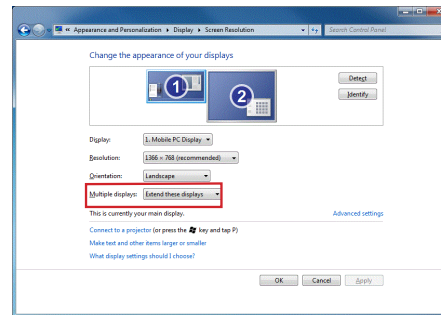 « Appearance and Personalization ▸ Display ▸ Screen Resolution
Search Control Panel
Change the appearance of your displays
1
2
Detect
Identify
Display: 1. Mobile PC Display
Resolution: 1366 × 768 (recommended)
Orientation: Landscape
Multiple displays: Extend these displays
This is currently your main display.
Advanced settings
Connect to a projector (or press the key and tap P)
Make text and other items larger or smaller
What display settings should I choose?
OK Cancel Apply